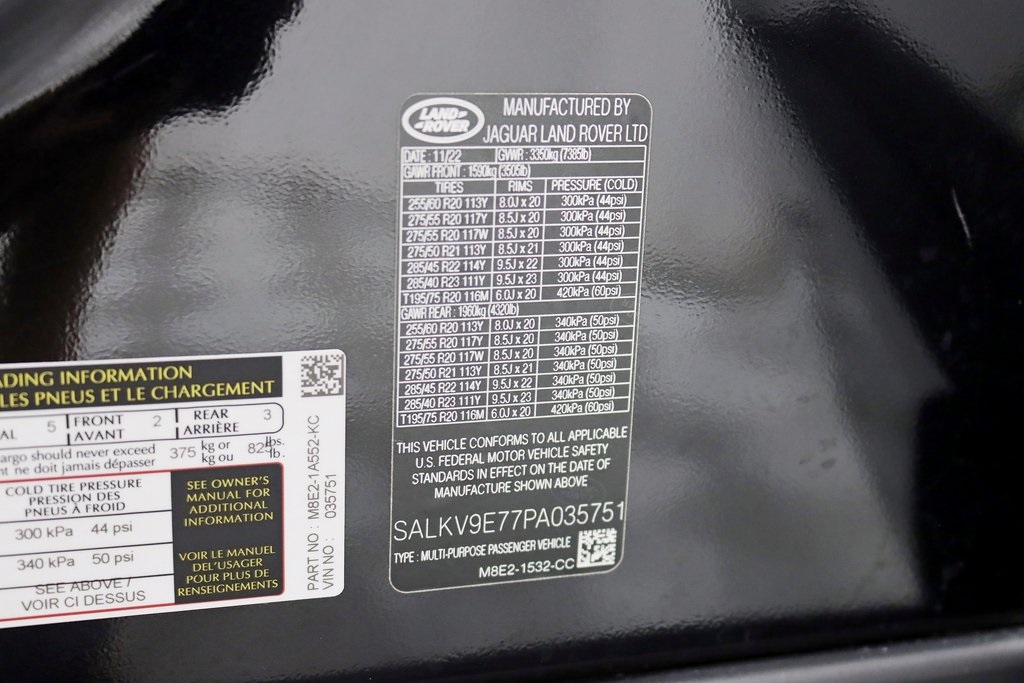 LAND ROVER
MANUFACTURED BY
JAGUAR LAND ROVER LTD
DATE : 11/22 GVWR : 3350kg (7385lb)
GAWR FRONT : 1590kg (3505lb)
TIRES RIMS PRESSURE (COLD)
255/60 R20 113Y 8.0J x 20 300kPa (44psi)
275/55 R20 117Y 8.5J x 20 300kPa (44psi)
275/55 R20 117W 8.5J x 20 300kPa (44psi)
275/50 R21 113Y 8.5J x 21 300kPa (44psi)
285/45 R22 114Y 9.5J x 22 300kPa (44psi)
285/40 R23 111Y 9.5J x 23 300kPa (44psi)
T195/75 R20 116M 6.0J x 20 420kPa (60psi)
GAWR REAR : 1960kg (4320lb)
255/60 R20 113Y 8.0J x 20 340kPa (50psi)
275/55 R20 117Y 8.5J x 20 340kPa (50psi)
275/55 R20 117W 8.5J x 20 340kPa (50psi)
275/50 R21 113Y 8.5J x 21 340kPa (50psi)
285/45 R22 114Y 9.5J x 22 340kPa (50psi)
285/40 R23 111Y 9.5J x 23 340kPa (50psi)
T195/75 R20 116M 6.0J x 20 420kPa (60psi)
THIS VEHICLE CONFORMS TO ALL APPLICABLE
U.S. FEDERAL MOTOR VEHICLE SAFETY
STANDARDS IN EFFECT ON THE DATE OF
MANUFACTURE SHOWN ABOVE
SALKV9E77PA035751
TYPE : MULTI-PURPOSE PASSENGER VEHICLE
M8E2-1532-CC
ADING INFORMATION
LES PNEUS ET LE CHARGEMENT
AL 5 FRONT 2 REAR 3
AVANT ARRIÈRE
argo should never exceed 375 kg or lbs.
nt ne doit jamais dépasser kg ou lb.
COLD TIRE PRESSURE
PRESSION DES
PNEUS À FROID
300 kPa 44 psi
340 kPa 50 psi
SEE ABOVE /
VOIR CI DESSUS
SEE OWNER'S
MANUAL FOR
ADDITIONAL
INFORMATION
VOIR LE MANUEL
DEL'USAGER
POUR PLUS DE
RENSEIGNEMENTS
PART NO : M8E2-1A552-KC
VIN NO : 035751